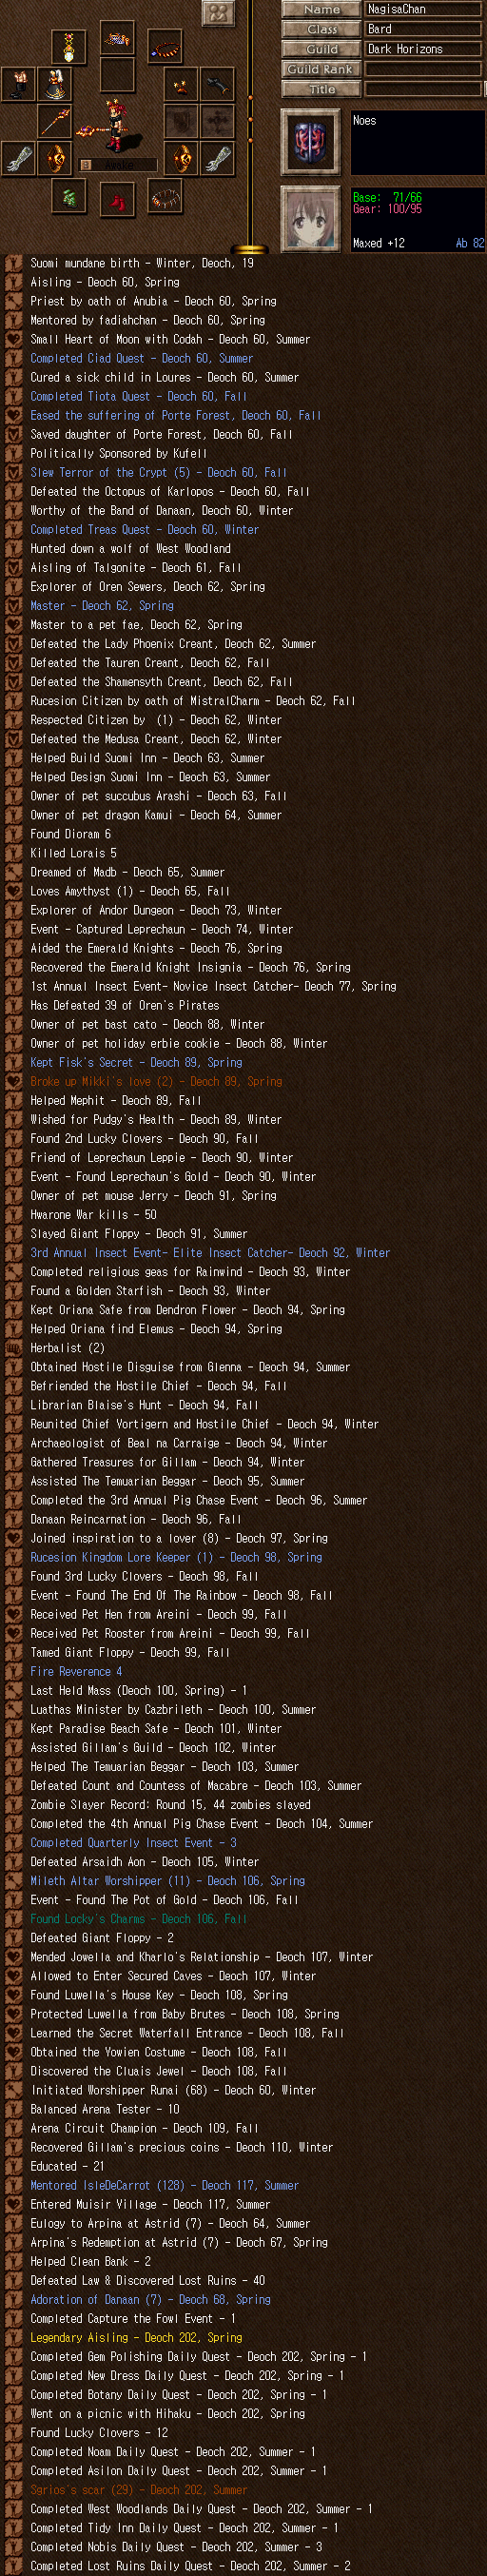 Name
NagisaChan
Class
Bard
Guild
Dark Horizons
Guild Rank
Title
Noes
Awake
Base: 71/66
Gear: 100/95
Maxed +12
Ab 82
Suomi mundane birth - Winter, Deoch, 19
Aisling - Deoch 60, Spring
Priest by oath of Anubia - Deoch 60, Spring
Mentored by fadiahchan - Deoch 60, Spring
Small Heart of Moon with Codah - Deoch 60, Summer
Completed Ciad Quest - Deoch 60, Summer
Cured a sick child in Loures - Deoch 60, Summer
Completed Tiota Quest - Deoch 60, Fall
Eased the suffering of Porte Forest, Deoch 60, Fall
Saved daughter of Porte Forest, Deoch 60, Fall
Politically Sponsored by Kufell
Slew Terror of the Crypt (5) - Deoch 60, Fall
Defeated the Octopus of Karlopos - Deoch 60, Fall
Worthy of the Band of Danaan, Deoch 60, Winter
Completed Treas Quest - Deoch 60, Winter
Hunted down a wolf of West Woodland
Aisling of Talgonite - Deoch 61, Fall
Explorer of Oren Sewers, Deoch 62, Spring
Master - Deoch 62, Spring
Master to a pet fae, Deoch 62, Spring
Defeated the Lady Phoenix Creant, Deoch 62, Summer
Defeated the Tauren Creant, Deoch 62, Fall
Defeated the Shamensyth Creant, Deoch 62, Fall
Rucesion Citizen by oath of MistralCharm - Deoch 62, Fall
Respected Citizen by  (1) - Deoch 62, Winter
Defeated the Medusa Creant, Deoch 62, Winter
Helped Build Suomi Inn - Deoch 63, Summer
Helped Design Suomi Inn - Deoch 63, Summer
Owner of pet succubus Arashi - Deoch 63, Fall
Owner of pet dragon Kamui - Deoch 64, Summer
Found Dioram 6
Killed Lorais 5
Dreamed of Madb - Deoch 65, Summer
Loves Amythyst (1) - Deoch 65, Fall
Explorer of Andor Dungeon - Deoch 73, Winter
Event - Captured Leprechaun - Deoch 74, Winter
Aided the Emerald Knights - Deoch 76, Spring
Recovered the Emerald Knight Insignia - Deoch 76, Spring
1st Annual Insect Event- Novice Insect Catcher- Deoch 77, Spring
Has Defeated 39 of Oren's Pirates
Owner of pet bast cato - Deoch 88, Winter
Owner of pet holiday erbie cookie - Deoch 88, Winter
Kept Fisk's Secret - Deoch 89, Spring
Broke up Mikki's love (2) - Deoch 89, Spring
Helped Mephit - Deoch 89, Fall
Wished for Pudgy's Health - Deoch 89, Winter
Found 2nd Lucky Clovers - Deoch 90, Fall
Friend of Leprechaun Leppie - Deoch 90, Winter
Event - Found Leprechaun's Gold - Deoch 90, Winter
Owner of pet mouse Jerry - Deoch 91, Spring
Hwarone War kills - 50
Slayed Giant Floppy - Deoch 91, Summer
3rd Annual Insect Event- Elite Insect Catcher- Deoch 92, Winter
Completed religious geas for Rainwind - Deoch 93, Winter
Found a Golden Starfish - Deoch 93, Winter
Kept Oriana Safe from Dendron Flower - Deoch 94, Spring
Helped Oriana find Elemus - Deoch 94, Spring
Herbalist (2)
Obtained Hostile Disguise from Glenna - Deoch 94, Summer
Befriended the Hostile Chief - Deoch 94, Fall
Librarian Blaise's Hunt - Deoch 94, Fall
Reunited Chief Vortigern and Hostile Chief - Deoch 94, Winter
Archaeologist of Beal na Carraige - Deoch 94, Winter
Gathered Treasures for Gillam - Deoch 94, Winter
Assisted The Temuarian Beggar - Deoch 95, Summer
Completed the 3rd Annual Pig Chase Event - Deoch 96, Summer
Danaan Reincarnation - Deoch 96, Fall
Joined inspiration to a lover (8) - Deoch 97, Spring
Rucesion Kingdom Lore Keeper (1) - Deoch 98, Spring
Found 3rd Lucky Clovers - Deoch 98, Fall
Event - Found The End Of The Rainbow - Deoch 98, Fall
Received Pet Hen from Areini - Deoch 99, Fall
Received Pet Rooster from Areini - Deoch 99, Fall
Tamed Giant Floppy - Deoch 99, Fall
Fire Reverence 4
Last Held Mass (Deoch 100, Spring) - 1
Luathas Minister by Cazbrileth - Deoch 100, Summer
Kept Paradise Beach Safe - Deoch 101, Winter
Assisted Gillam's Guild - Deoch 102, Winter
Helped The Temuarian Beggar - Deoch 103, Summer
Defeated Count and Countess of Macabre - Deoch 103, Summer
Zombie Slayer Record: Round 15, 44 zombies slayed
Completed the 4th Annual Pig Chase Event - Deoch 104, Summer
Completed Quarterly Insect Event - 3
Defeated Arsaidh Aon - Deoch 105, Winter
Mileth Altar Worshipper (11) - Deoch 106, Spring
Event - Found The Pot of Gold - Deoch 106, Fall
Found Locky's Charms - Deoch 106, Fall
Defeated Giant Floppy - 2
Mended Jowella and Kharlo's Relationship - Deoch 107, Winter
Allowed to Enter Secured Caves - Deoch 107, Winter
Found Luwella's House Key - Deoch 108, Spring
Protected Luwella from Baby Brutes - Deoch 108, Spring
Learned the Secret Waterfall Entrance - Deoch 108, Fall
Obtained the Yowien Costume - Deoch 108, Fall
Discovered the Cluais Jewel - Deoch 108, Fall
Initiated Worshipper Runai (68) - Deoch 60, Winter
Balanced Arena Tester - 10
Arena Circuit Champion - Deoch 109, Fall
Recovered Gillam's precious coins - Deoch 110, Winter
Educated - 21
Mentored IsleDeCarrot (128) - Deoch 117, Summer
Entered Muisir Village - Deoch 117, Summer
Eulogy to Arpina at Astrid (7) - Deoch 64, Summer
Arpina's Redemption at Astrid (7) - Deoch 67, Spring
Helped Clean Bank - 2
Defeated Law & Discovered Lost Ruins - 40
Adoration of Danaan (7) - Deoch 68, Spring
Completed Capture the Fowl Event - 1
Legendary Aisling - Deoch 202, Spring
Completed Gem Polishing Daily Quest - Deoch 202, Spring - 1
Completed New Dress Daily Quest - Deoch 202, Spring - 1
Completed Botany Daily Quest - Deoch 202, Spring - 1
Went on a picnic with Hihaku - Deoch 202, Spring
Found Lucky Clovers - 12
Completed Noam Daily Quest - Deoch 202, Summer - 1
Completed Asilon Daily Quest - Deoch 202, Summer - 1
Sgrios's scar (29) - Deoch 202, Summer
Completed West Woodlands Daily Quest - Deoch 202, Summer - 1
Completed Tidy Inn Daily Quest - Deoch 202, Summer - 1
Completed Nobis Daily Quest - Deoch 202, Summer - 3
Completed Lost Ruins Daily Quest - Deoch 202, Summer - 2